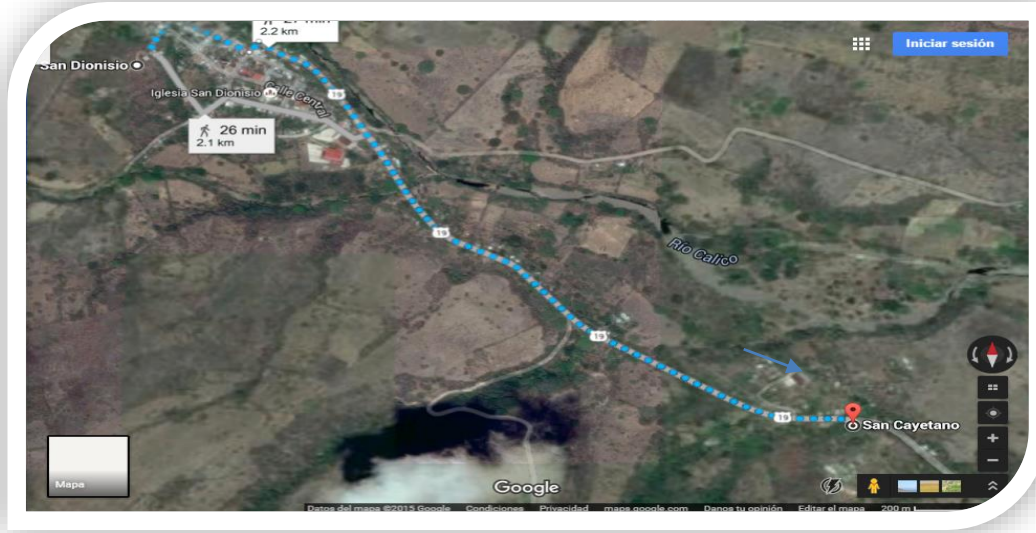 2.2 km
Iniciar sesión
San Dionisio
19
Iglesia San Dionisio
Calle Central
26 min
2.1 km
19
Río Calico
19
19
San Cayetano
Mapa
Google
Datos del mapa ©2015 Google Condiciones Privacidad maps.google.com Danos tu opinión Editar el mapa 200 m